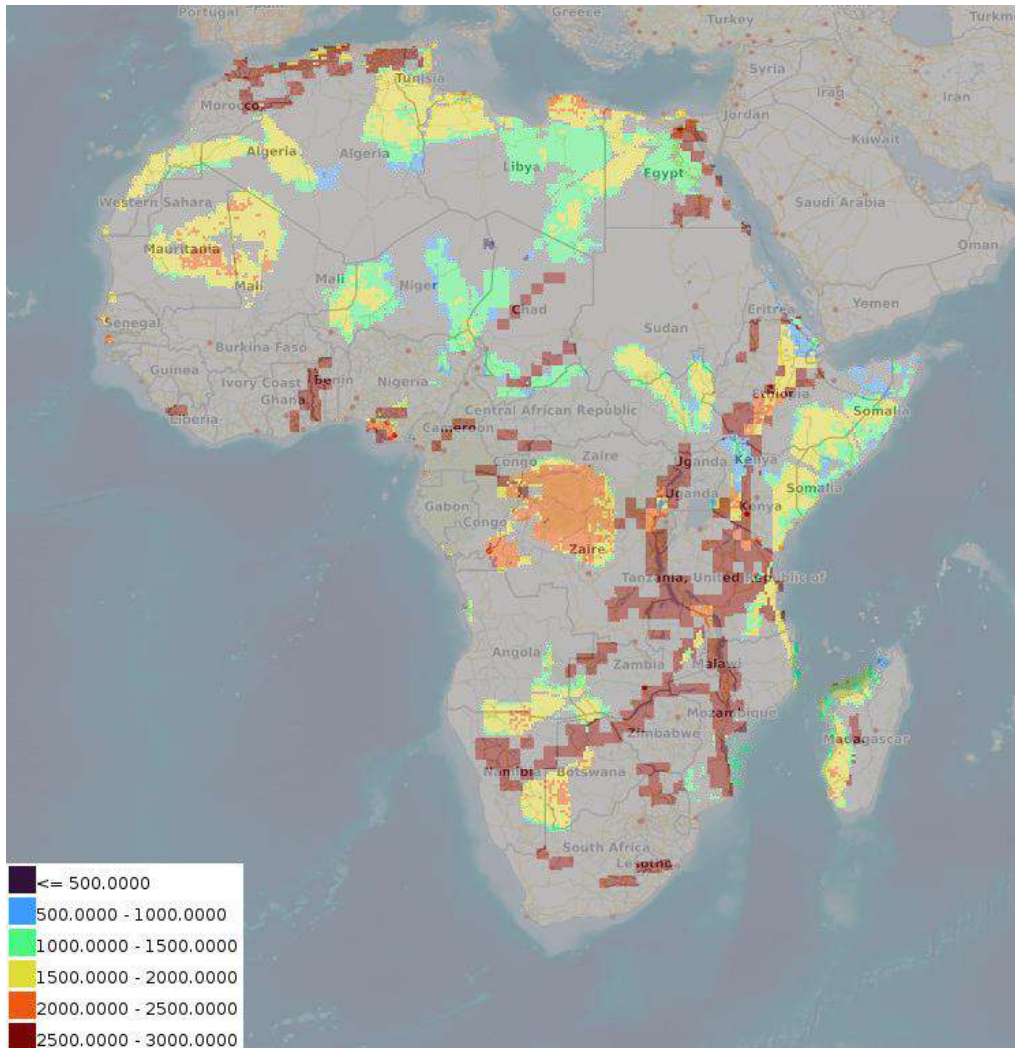 Portugal
Greece
Turkey
Turkm
Syria
Iraq
Iran
Tunisia
Morocco
Jordan
Kuwait
Algeria
Algeria
Libya
Egypt
Western Sahara
Saudi Arabia
Mauritania
Oman
Mali
Niger
Mali
Chad
Eritrea
Yemen
Senegal
Sudan
Burkina Faso
Guinea
Ivory Coast
Benin
Nigeria
Ghana
Ethiopia
Somalia
Liberia
Central African Republic
Cameroon
Congo
Zaire
Uganda
Kenya
Somalia
Uganda
Gabon
Kenya
Congo
Zaire
Tanzania, United Republic of
Angola
Zambia
Malawi
Mozambique
Zimbabwe
Madagascar
Namibia
Botswana
South Africa
Lesotho
<= 500.0000
500.0000 - 1000.0000
1000.0000 - 1500.0000
1500.0000 - 2000.0000
2000.0000 - 2500.0000
2500.0000 - 3000.0000